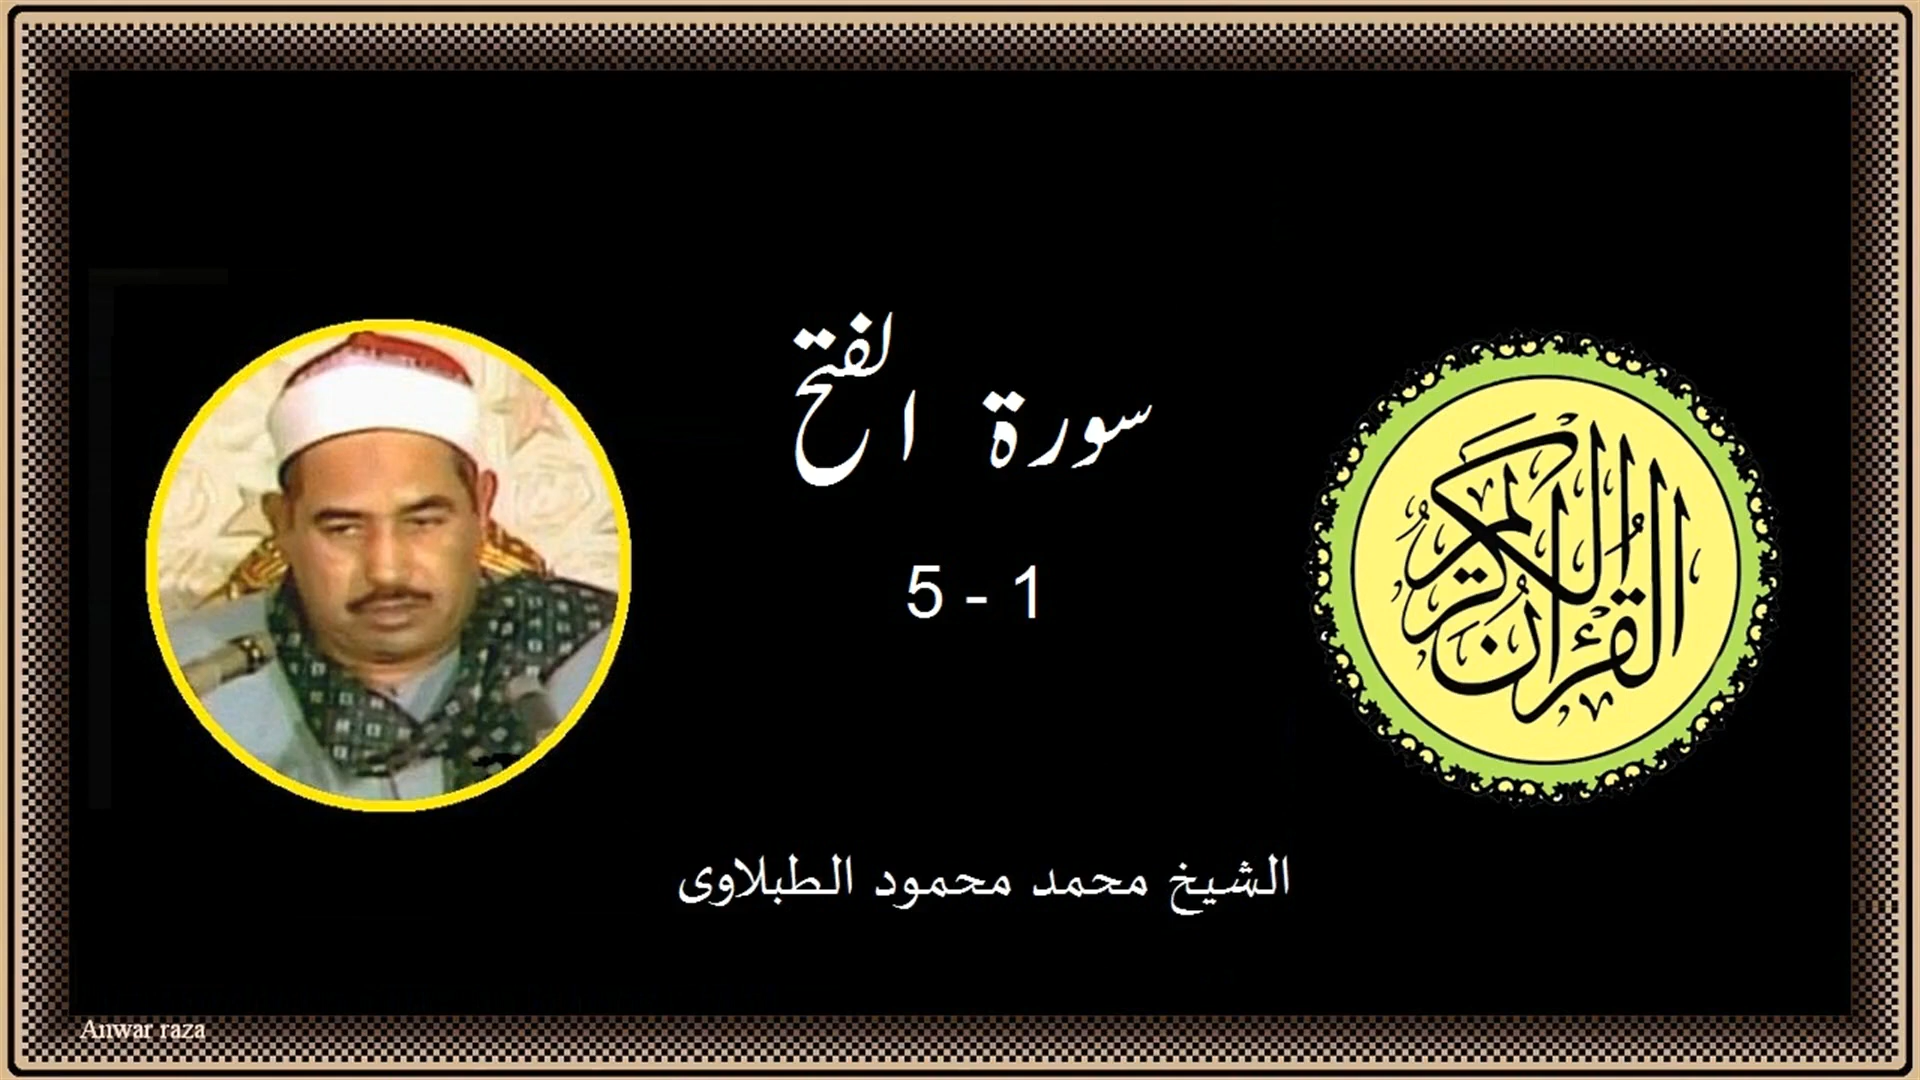 سورة الفتح
5 - 1
القرآن الكريم
الشيخ محمد محمود الطبلاوى
Anwar raza